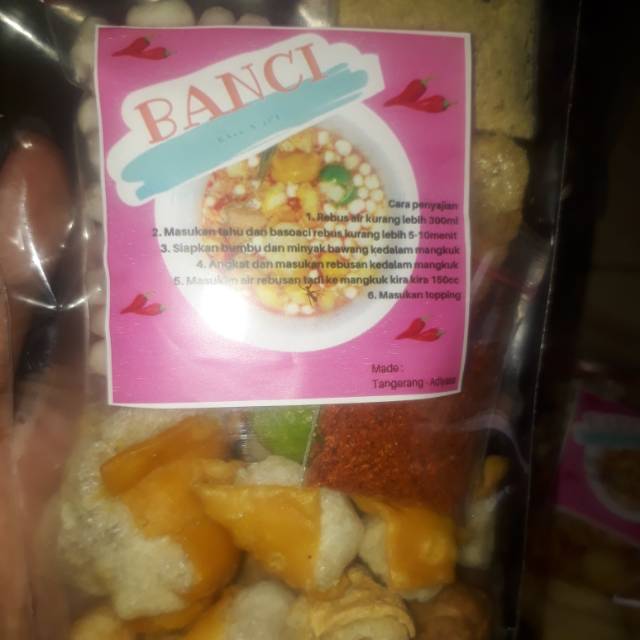 BANCI
Cara penyajian
1. Rebus air kurang lebih 300ml
2. Masukan tahu dan basoaci rebus kurang lebih 5-10menit
3. Siapkan bumbu dan minyak bawang kedalam mangkuk
4. Angkat dan masukan rebusan kedalam mangkuk
5. Masukan air rebusan tadi ke mangkuk kira kira 150cc
6. Masukan topping
Made :
Tangerang -